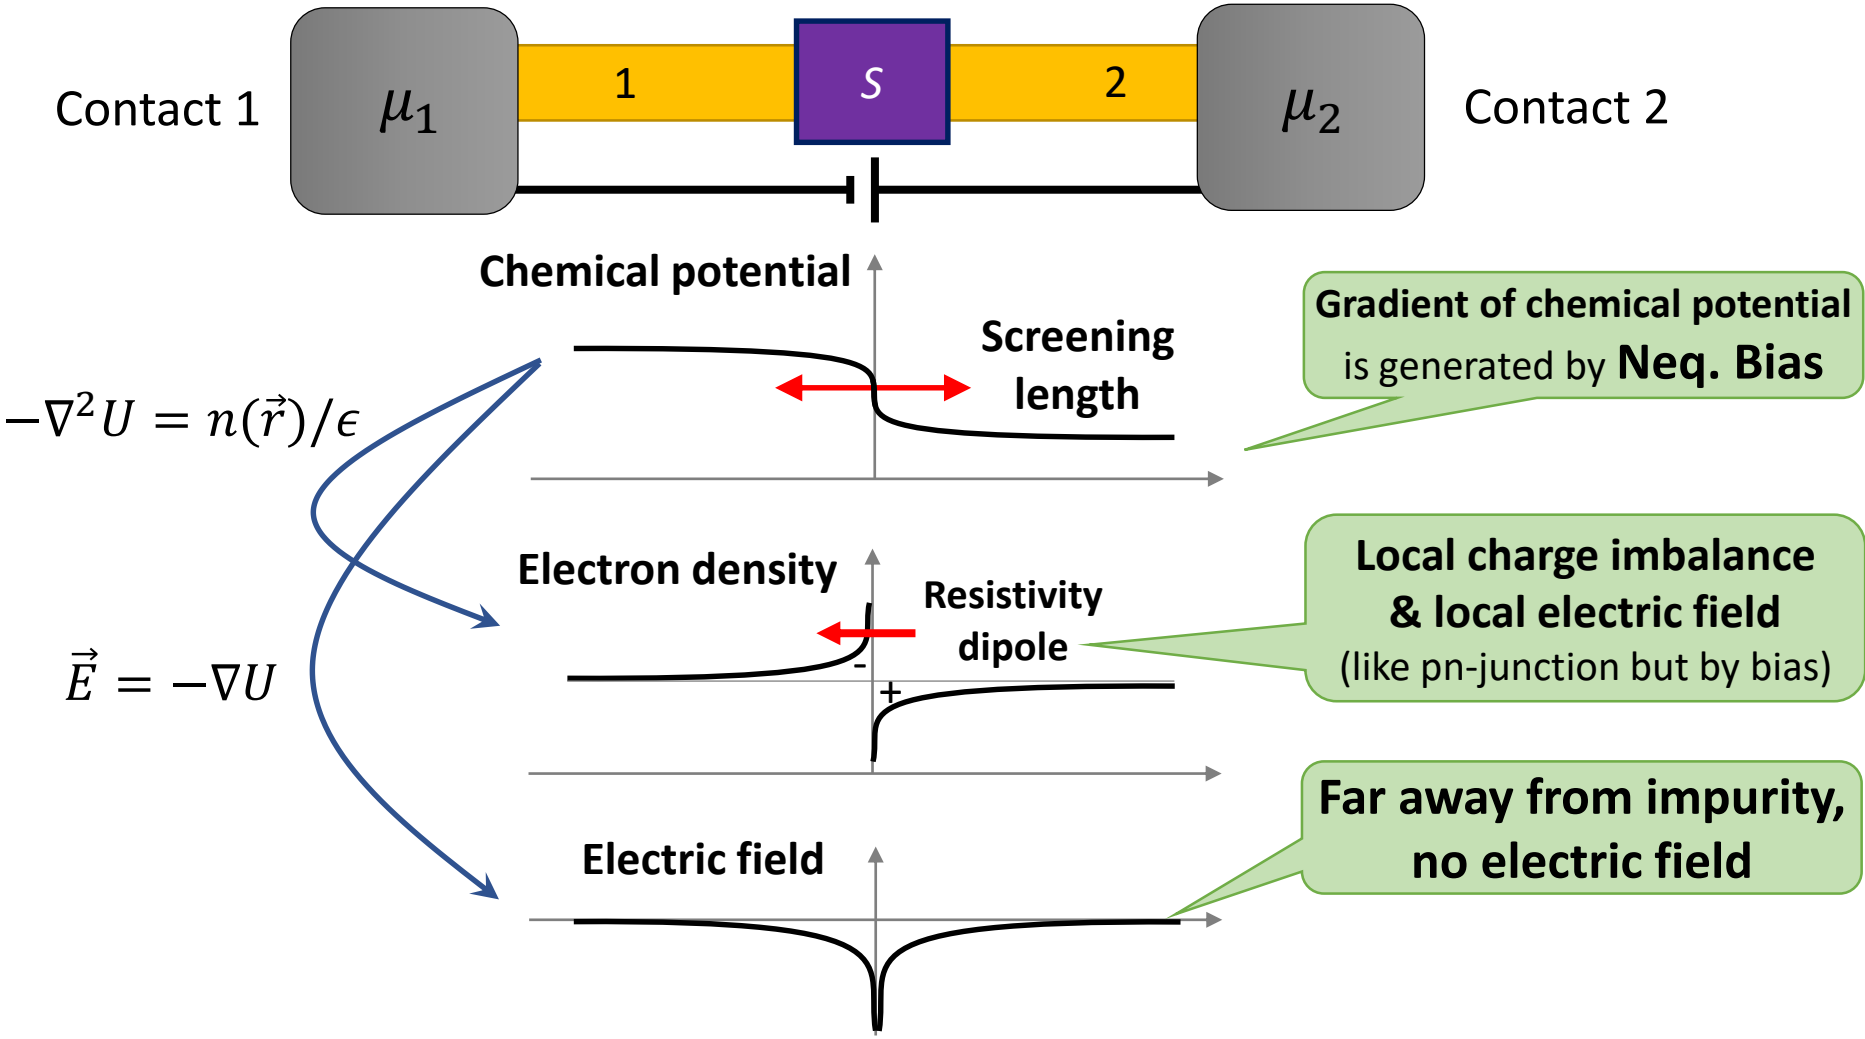 Contact 1
μ₁
1
S
2
μ₂
Contact 2
Chemical potential
Screening
length
Gradient of chemical potential
is generated by Neq. Bias
−∇²U = n(r⃗)/ϵ
Electron density
-
+
Resistivity
dipole
Local charge imbalance
& local electric field
(like pn-junction but by bias)
E⃗ = −∇U
Electric field
Far away from impurity,
no electric field